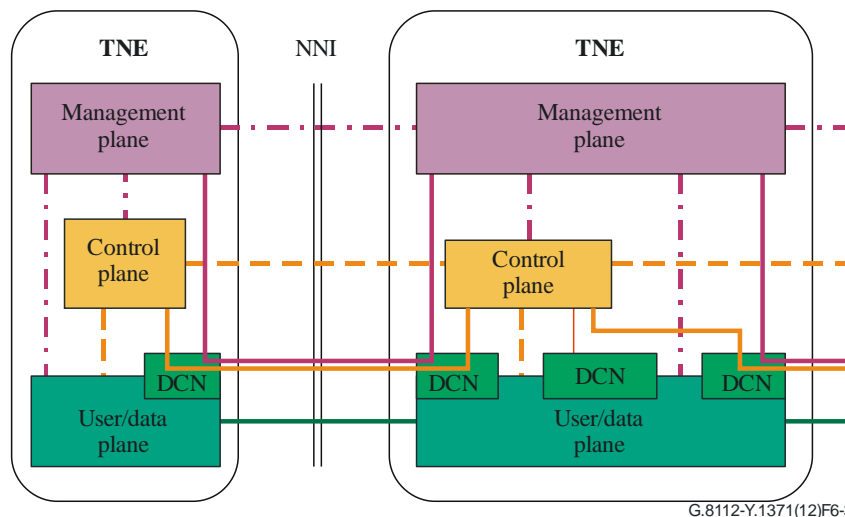 TNE
NNI
TNE
Management
plane
Management
plane
Control
plane
Control
plane
DCN
DCN
DCN
DCN
User/data
plane
User/data
plane
G.8112-Y.1371(12)F6-